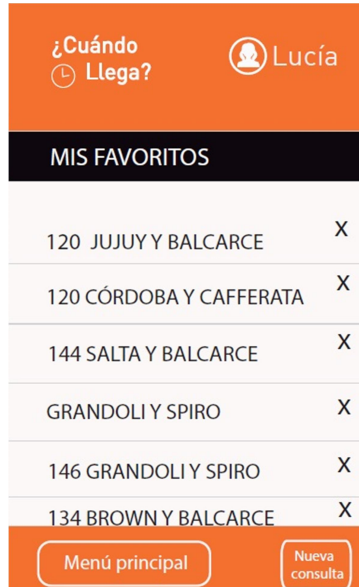 ¿Cuándo
Llega?
Lucía
MIS FAVORITOS
120 JUJUY Y BALCARCE X
120 CÓRDOBA Y CAFFERATA X
144 SALTA Y BALCARCE X
GRANDOLI Y SPIRO X
146 GRANDOLI Y SPIRO X
134 BROWN Y BALCARCE X
Menú principal
Nueva
consulta